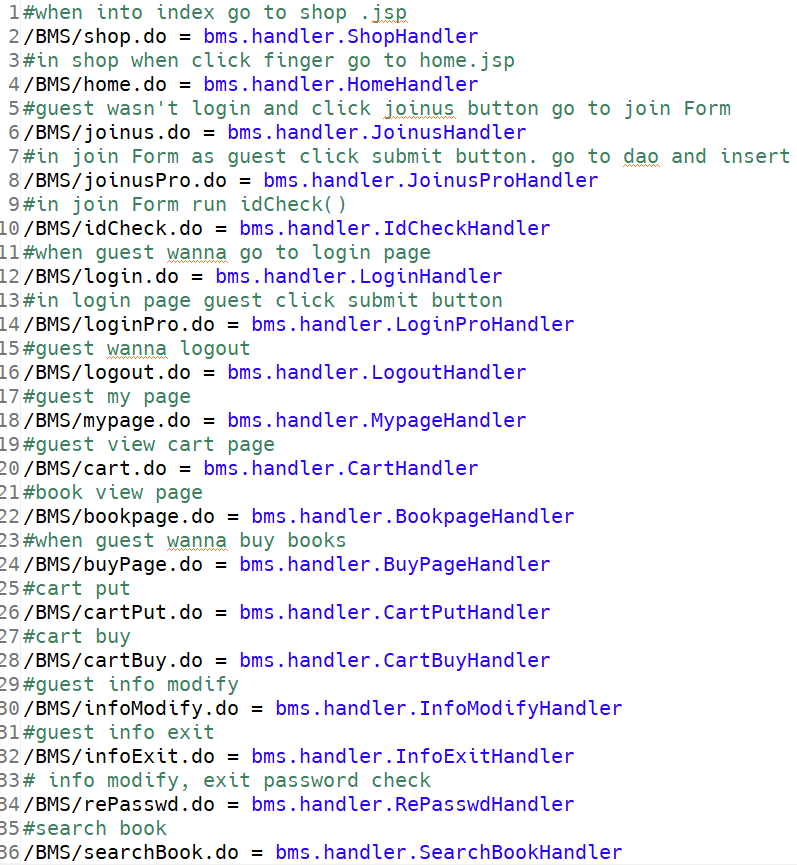 1 #when into index go to shop .jsp
2 /BMS/shop.do = bms.handler.ShopHandler
3 #in shop when click finger go to home.jsp
4 /BMS/home.do = bms.handler.HomeHandler
5 #guest wasn't login and click joinus button go to join Form
6 /BMS/joinus.do = bms.handler.JoinusHandler
7 #in join Form as guest click submit button. go to dao and insert
8 /BMS/joinusPro.do = bms.handler.JoinusProHandler
9 #in join Form run idCheck()
10 /BMS/idCheck.do = bms.handler.IdCheckHandler
11 #when guest wanna go to login page
12 /BMS/login.do = bms.handler.LoginHandler
13 #in login page guest click submit button
14 /BMS/loginPro.do = bms.handler.LoginProHandler
15 #guest wanna logout
16 /BMS/logout.do = bms.handler.LogoutHandler
17 #guest my page
18 /BMS/mypage.do = bms.handler.MypageHandler
19 #guest view cart page
20 /BMS/cart.do = bms.handler.CartHandler
21 #book view page
22 /BMS/bookpage.do = bms.handler.BookpageHandler
23 #when guest wanna buy books
24 /BMS/buyPage.do = bms.handler.BuyPageHandler
25 #cart put
26 /BMS/cartPut.do = bms.handler.CartPutHandler
27 #cart buy
28 /BMS/cartBuy.do = bms.handler.CartBuyHandler
29 #guest info modify
30 /BMS/infoModify.do = bms.handler.InfoModifyHandler
31 #guest info exit
32 /BMS/infoExit.do = bms.handler.InfoExitHandler
33 # info modify, exit password check
34 /BMS/rePasswd.do = bms.handler.RePasswdHandler
35 #search book
36 /BMS/searchBook.do = bms.handler.SearchBookHandler